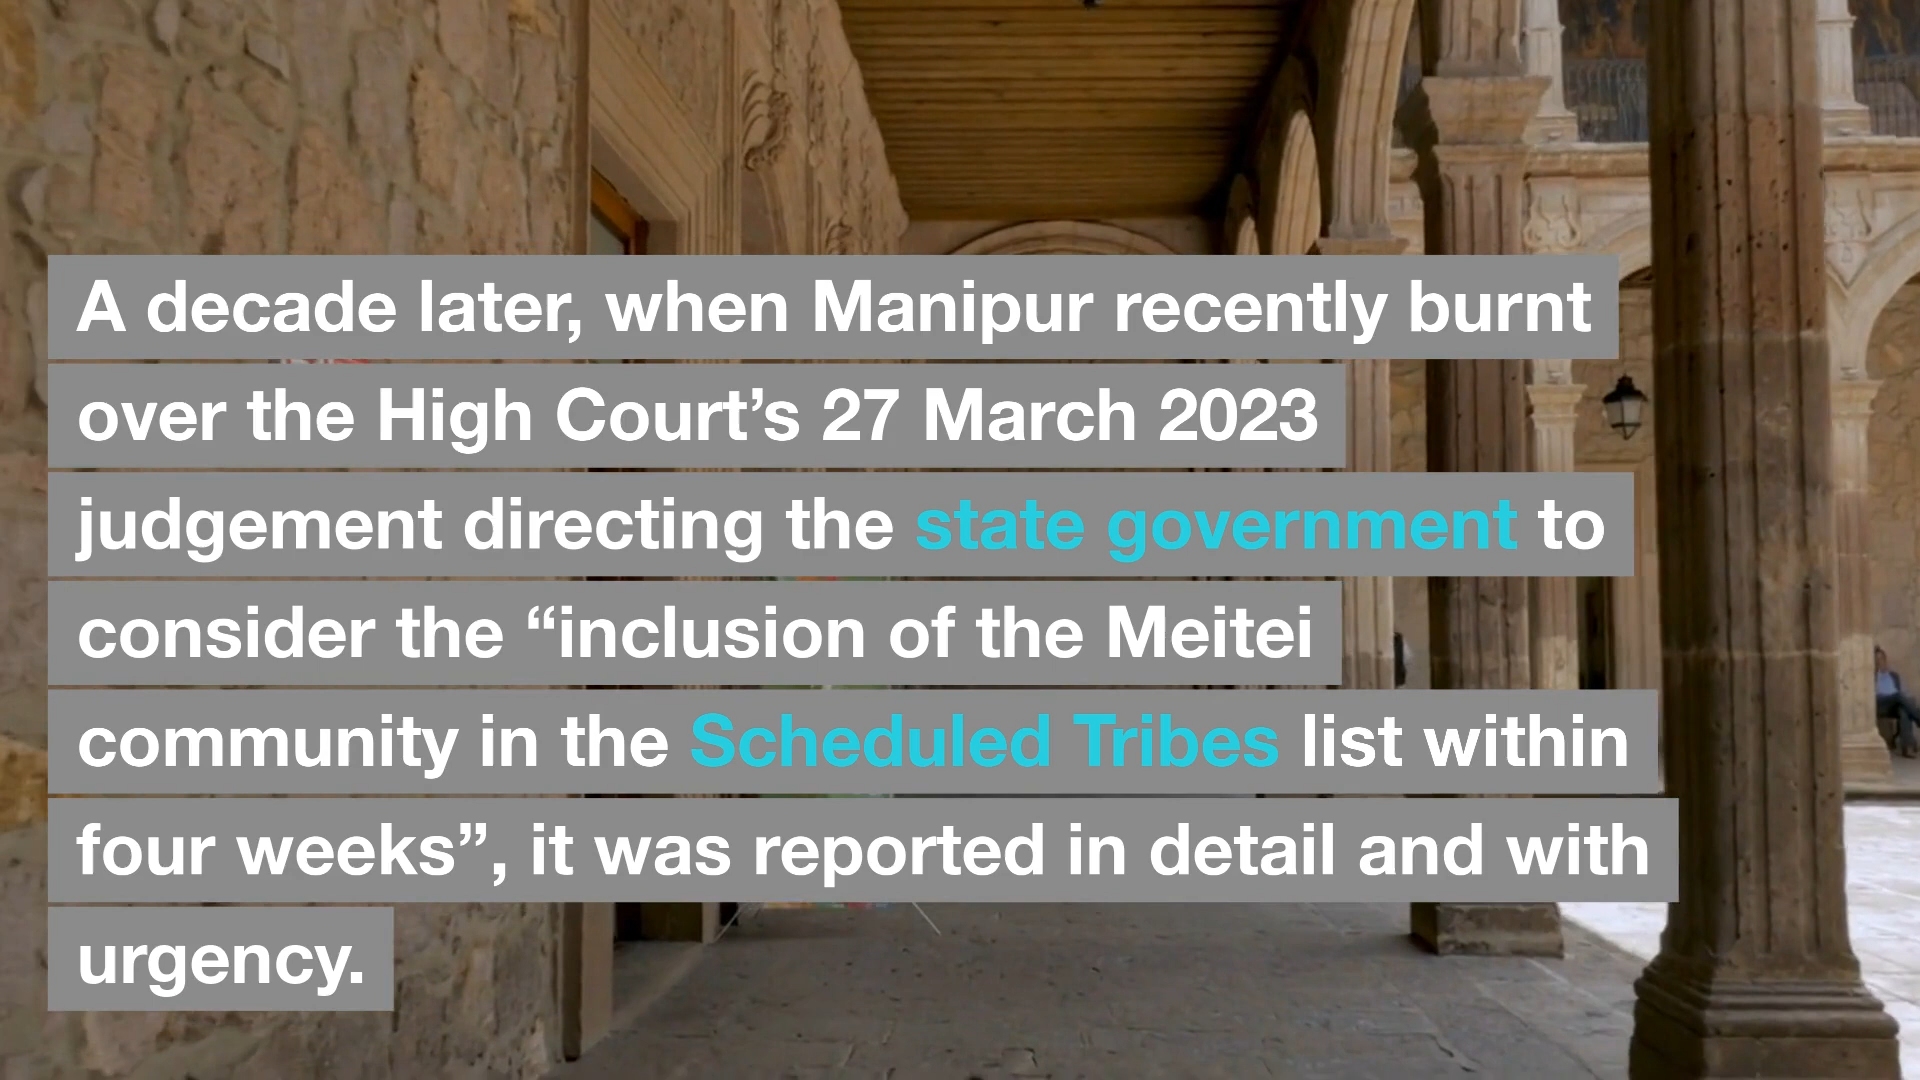 A decade later, when Manipur recently burnt
over the High Court’s 27 March 2023
judgement directing the state government to
consider the “inclusion of the Meitei
community in the Scheduled Tribes list within
four weeks”, it was reported in detail and with
urgency.